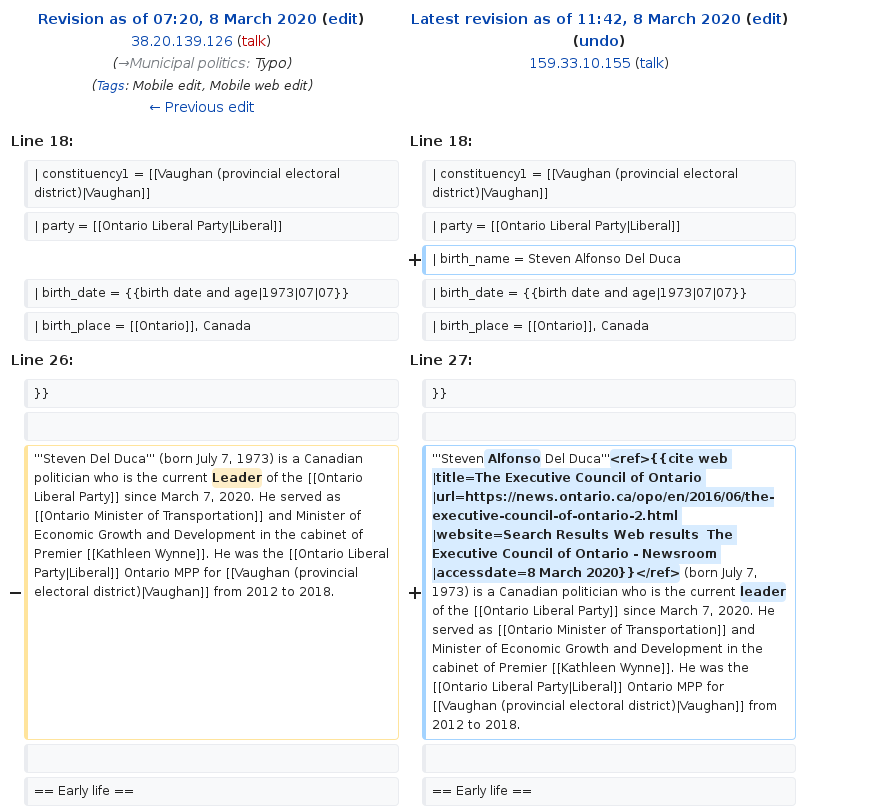 Revision as of 07:20, 8 March 2020 (edit)
38.20.139.126 (talk)
(→Municipal politics: Typo)
(Tags: Mobile edit, Mobile web edit)
← Previous edit
Latest revision as of 11:42, 8 March 2020 (edit)
(undo)
159.33.10.155 (talk)
Line 18:
Line 18:
| constituency1 = [[Vaughan (provincial electoral
district)|Vaughan]]
| constituency1 = [[Vaughan (provincial electoral
district)|Vaughan]]
| party = [[Ontario Liberal Party|Liberal]]
| party = [[Ontario Liberal Party|Liberal]]
+ | birth_name = Steven Alfonso Del Duca
| birth_date = {{birth date and age|1973|07|07}}
| birth_date = {{birth date and age|1973|07|07}}
| birth_place = [[Ontario]], Canada
| birth_place = [[Ontario]], Canada
Line 26:
Line 27:
}}
}}
− '''Steven Del Duca''' (born July 7, 1973) is a Canadian
politician who is the current Leader of the [[Ontario
Liberal Party]] since March 7, 2020. He served as
[[Ontario Minister of Transportation]] and Minister of
Economic Growth and Development in the cabinet of
Premier [[Kathleen Wynne]]. He was the [[Ontario Liberal
Party|Liberal]] Ontario MPP for [[Vaughan (provincial
electoral district)|Vaughan]] from 2012 to 2018.
+ '''Steven Alfonso Del Duca'''<ref>{{cite web
|title=The Executive Council of Ontario
|url=https://news.ontario.ca/opo/en/2016/06/the-
executive-council-of-ontario-2.html
|website=Search Results Web results  The
Executive Council of Ontario - Newsroom
|accessdate=8 March 2020}}</ref> (born July 7,
1973) is a Canadian politician who is the current leader
of the [[Ontario Liberal Party]] since March 7, 2020. He
served as [[Ontario Minister of Transportation]] and
Minister of Economic Growth and Development in the
cabinet of Premier [[Kathleen Wynne]]. He was the
[[Ontario Liberal Party|Liberal]] Ontario MPP for
[[Vaughan (provincial electoral district)|Vaughan]] from
2012 to 2018.
== Early life ==
== Early life ==